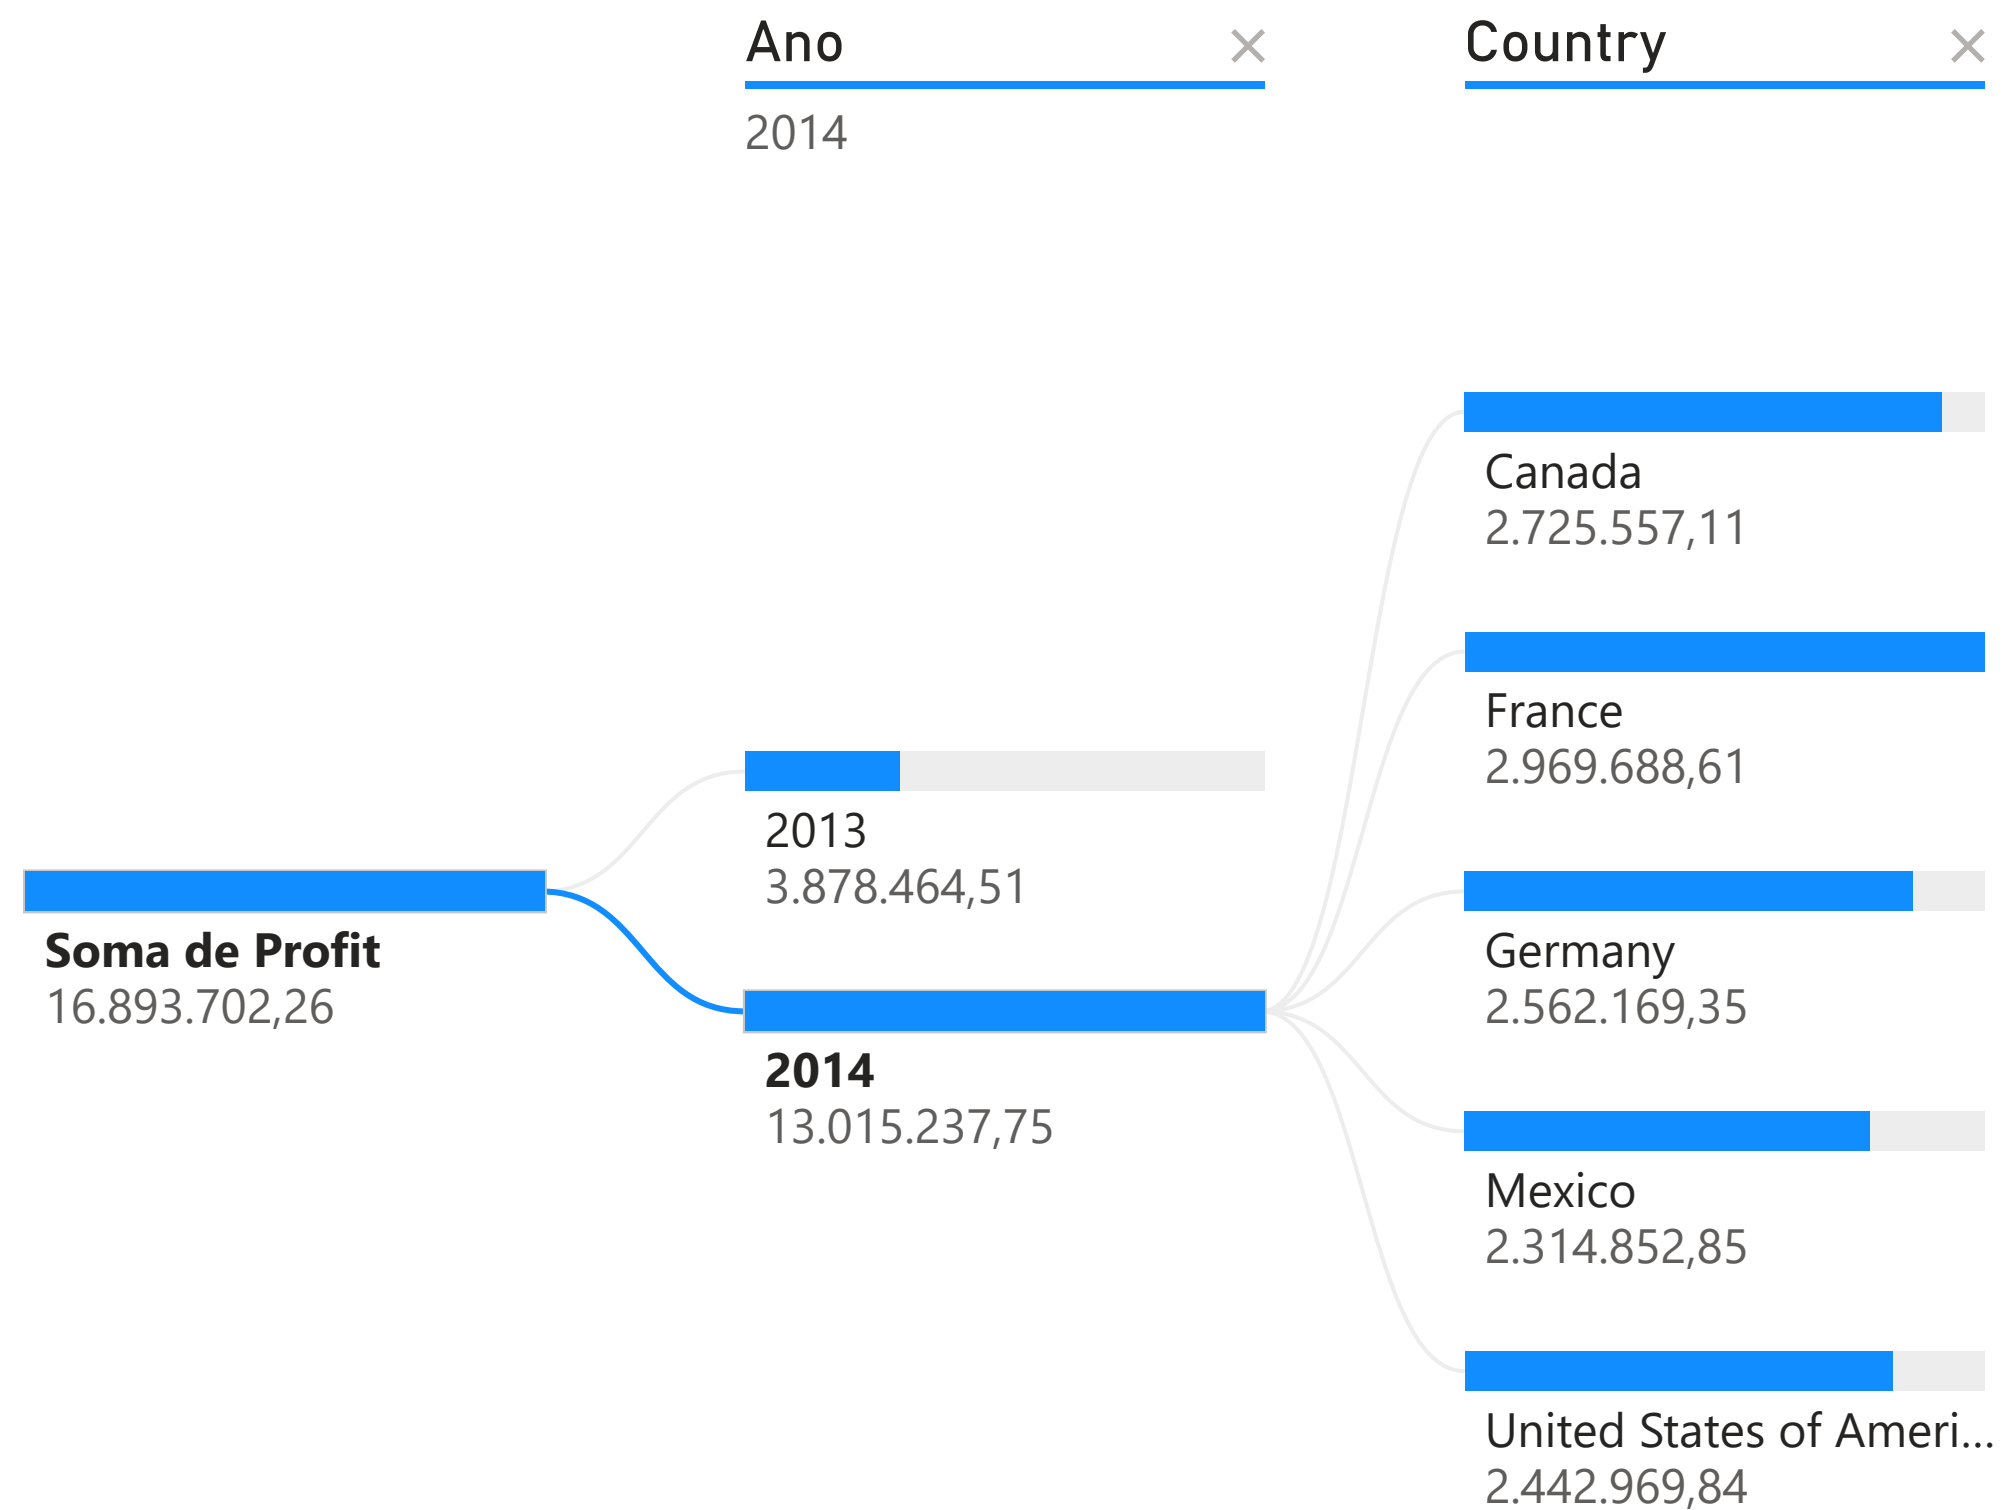 Ano
Country
2014
Canada
2.725.557,11
France
2.969.688,61
2013
3.878.464,51
Soma de Profit
16.893.702,26
Germany
2.562.169,35
2014
13.015.237,75
Mexico
2.314.852,85
United States of Ameri...
2.442.969,84